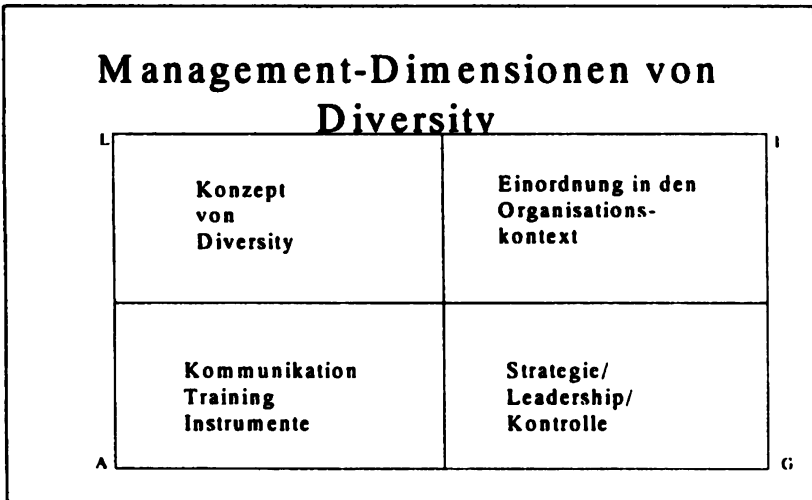 Management-Dimensionen von
Diversity
L
I
Konzept
von
Diversity
Einordnung in den
Organisations-
kontext
Kommunikation
Training
Instrumente
Strategie/
Leadership/
Kontrolle
A
G